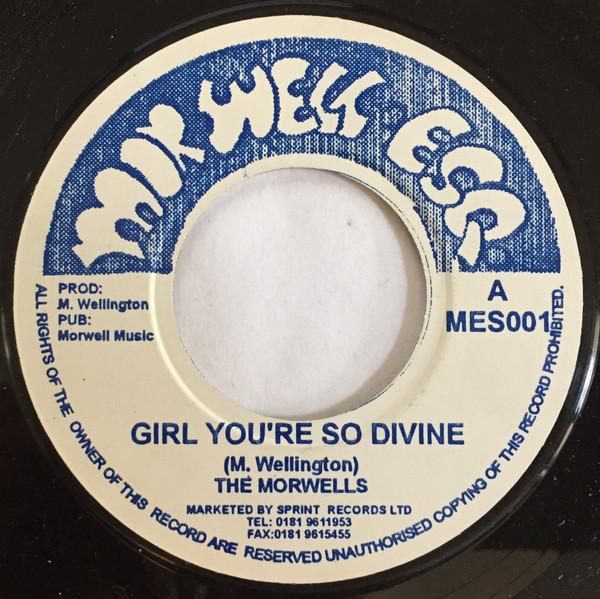 MORWELL ESQ,
PROD:
M. Wellington
PUB:
Morwell Music
A
MES001
GIRL YOU'RE SO DIVINE
(M. Wellington)
THE MORWELLS
MARKETED BY SPRINT RECORDS LTD
TEL: 0181 9611953
FAX:0181 9615455
ALL RIGHTS OF THE OWNER OF THIS RECORD ARE RESERVED UNAUTHORISED COPYING OF THIS RECORD PROHIBITED.